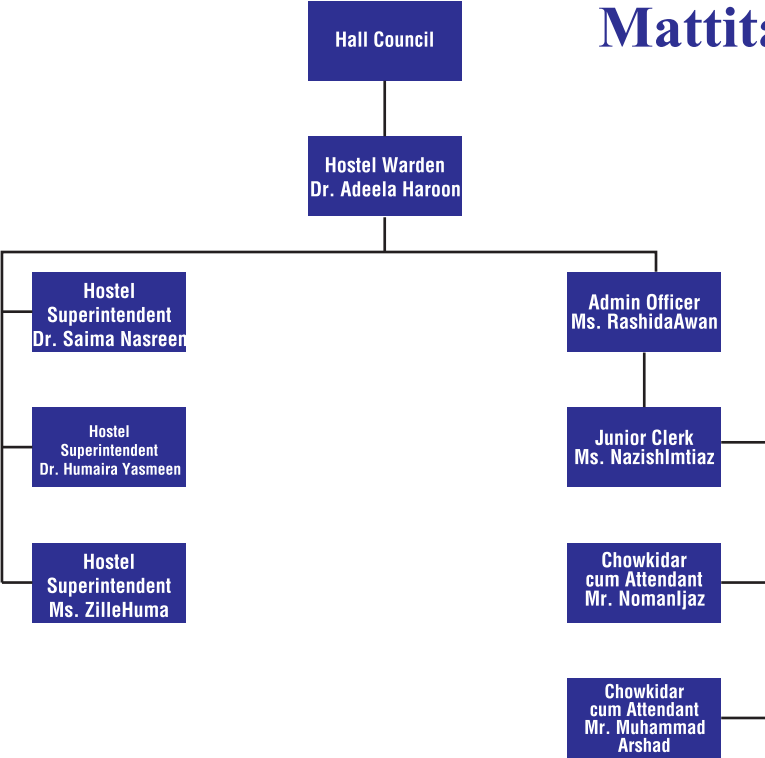 Mattita
Hall Council
Hostel Warden
Dr. Adeela Haroon
Hostel
Superintendent
Dr. Saima Nasreen
Admin Officer
Ms. RashidaAwan
Hostel
Superintendent
Dr. Humaira Yasmeen
Junior Clerk
Ms. NazishImtiaz
Hostel
Superintendent
Ms. ZilleHuma
Chowkidar
cum Attendant
Mr. NomanIjaz
Chowkidar
cum Attendant
Mr. Muhammad
Arshad